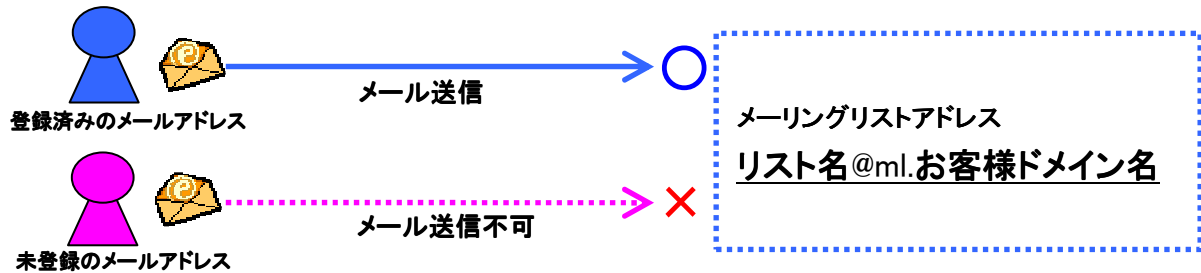 メール送信
登録済みのメールアドレス
メーリングリストアドレス
リスト名@ml.お客様ドメイン名
メール送信不可
未登録のメールアドレス